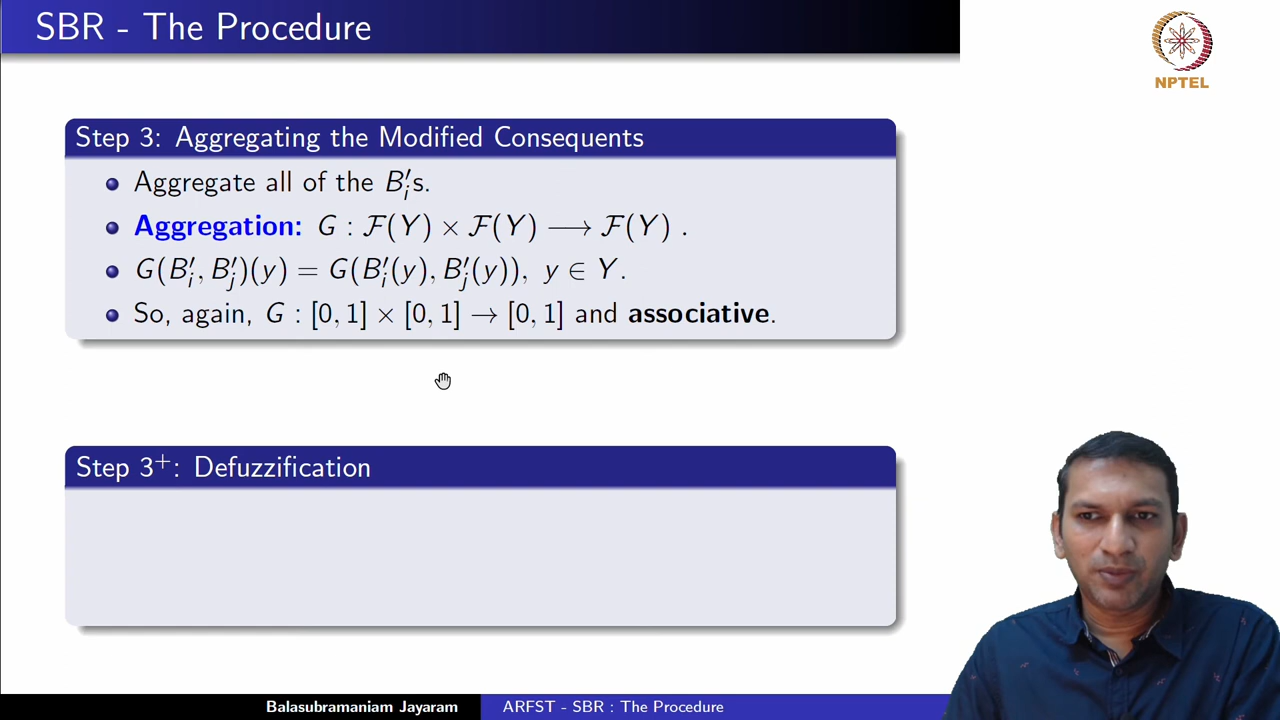 SBR - The Procedure
NPTEL
Step 3: Aggregating the Modified Consequents
Aggregate all of the B′ᵢs.
Aggregation: G : ℱ(Y) × ℱ(Y) ⟶ ℱ(Y) .
G(B′ᵢ, B′ⱼ)(y) = G(B′ᵢ(y), B′ⱼ(y)), y ∈ Y.
So, again, G : [0, 1] × [0, 1] → [0, 1] and associative.
Step 3⁺: Defuzzification
Balasubramaniam Jayaram
ARFST - SBR : The Procedure